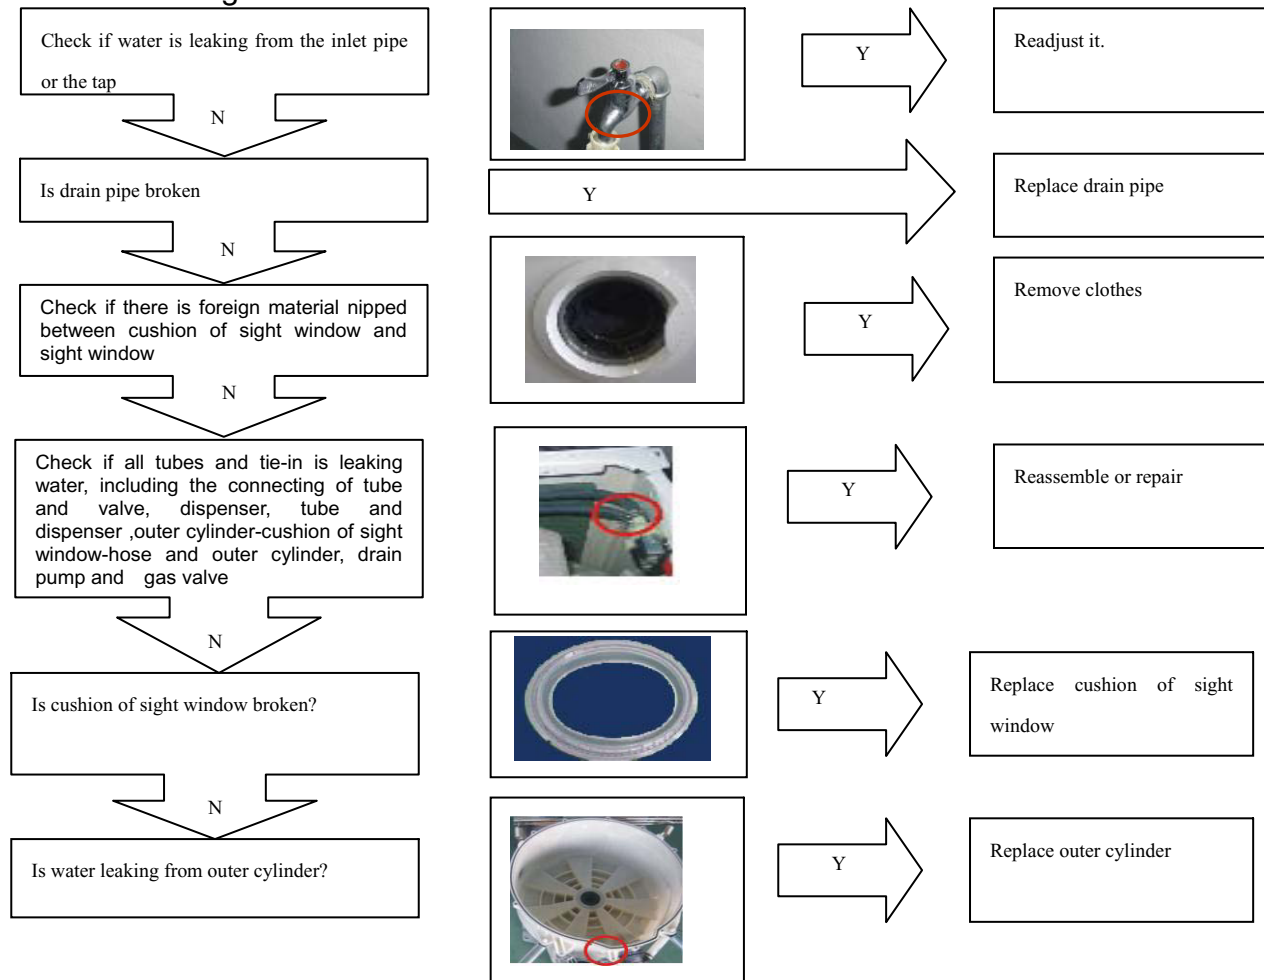 Check if water is leaking from the inlet pipe
or the tap
Y
Readjust it.
N
Is drain pipe broken
Y
Replace drain pipe
N
Check if there is foreign material nipped
between cushion of sight window and
sight window
Y
Remove clothes
N
Check if all tubes and tie-in is leaking
water, including the connecting of tube
and valve, dispenser, tube and
dispenser ,outer cylinder-cushion of sight
window-hose and outer cylinder, drain
pump and gas valve
Y
Reassemble or repair
N
Is cushion of sight window broken?
Y
Replace cushion of sight
window
N
Is water leaking from outer cylinder?
Y
Replace outer cylinder